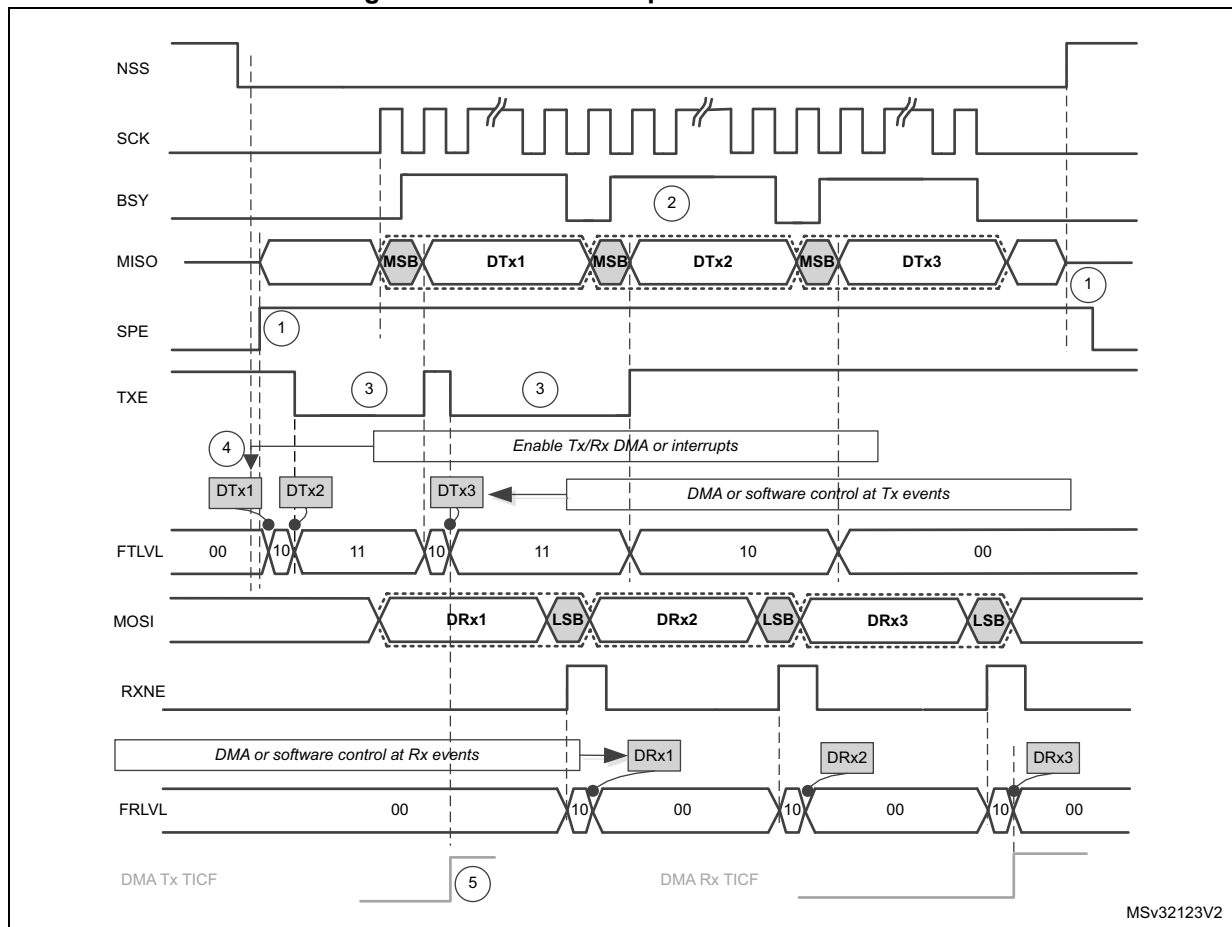 NSS
SCK
BSY
2
MISO
MSB
DTx1
MSB
DTx2
MSB
DTx3
1
SPE
1
TXE
3
3
4
Enable Tx/Rx DMA or interrupts
DTx1
DTx2
DTx3
DMA or software control at Tx events
FTLVL
00
10
11
10
11
10
00
MOSI
DRx1
LSB
DRx2
LSB
DRx3
LSB
RXNE
DMA or software control at Rx events
DRx1
DRx2
DRx3
FRLVL
00
10
00
10
00
10
00
DMA Tx TICF
5
DMA Rx TICF
MSv32123V2